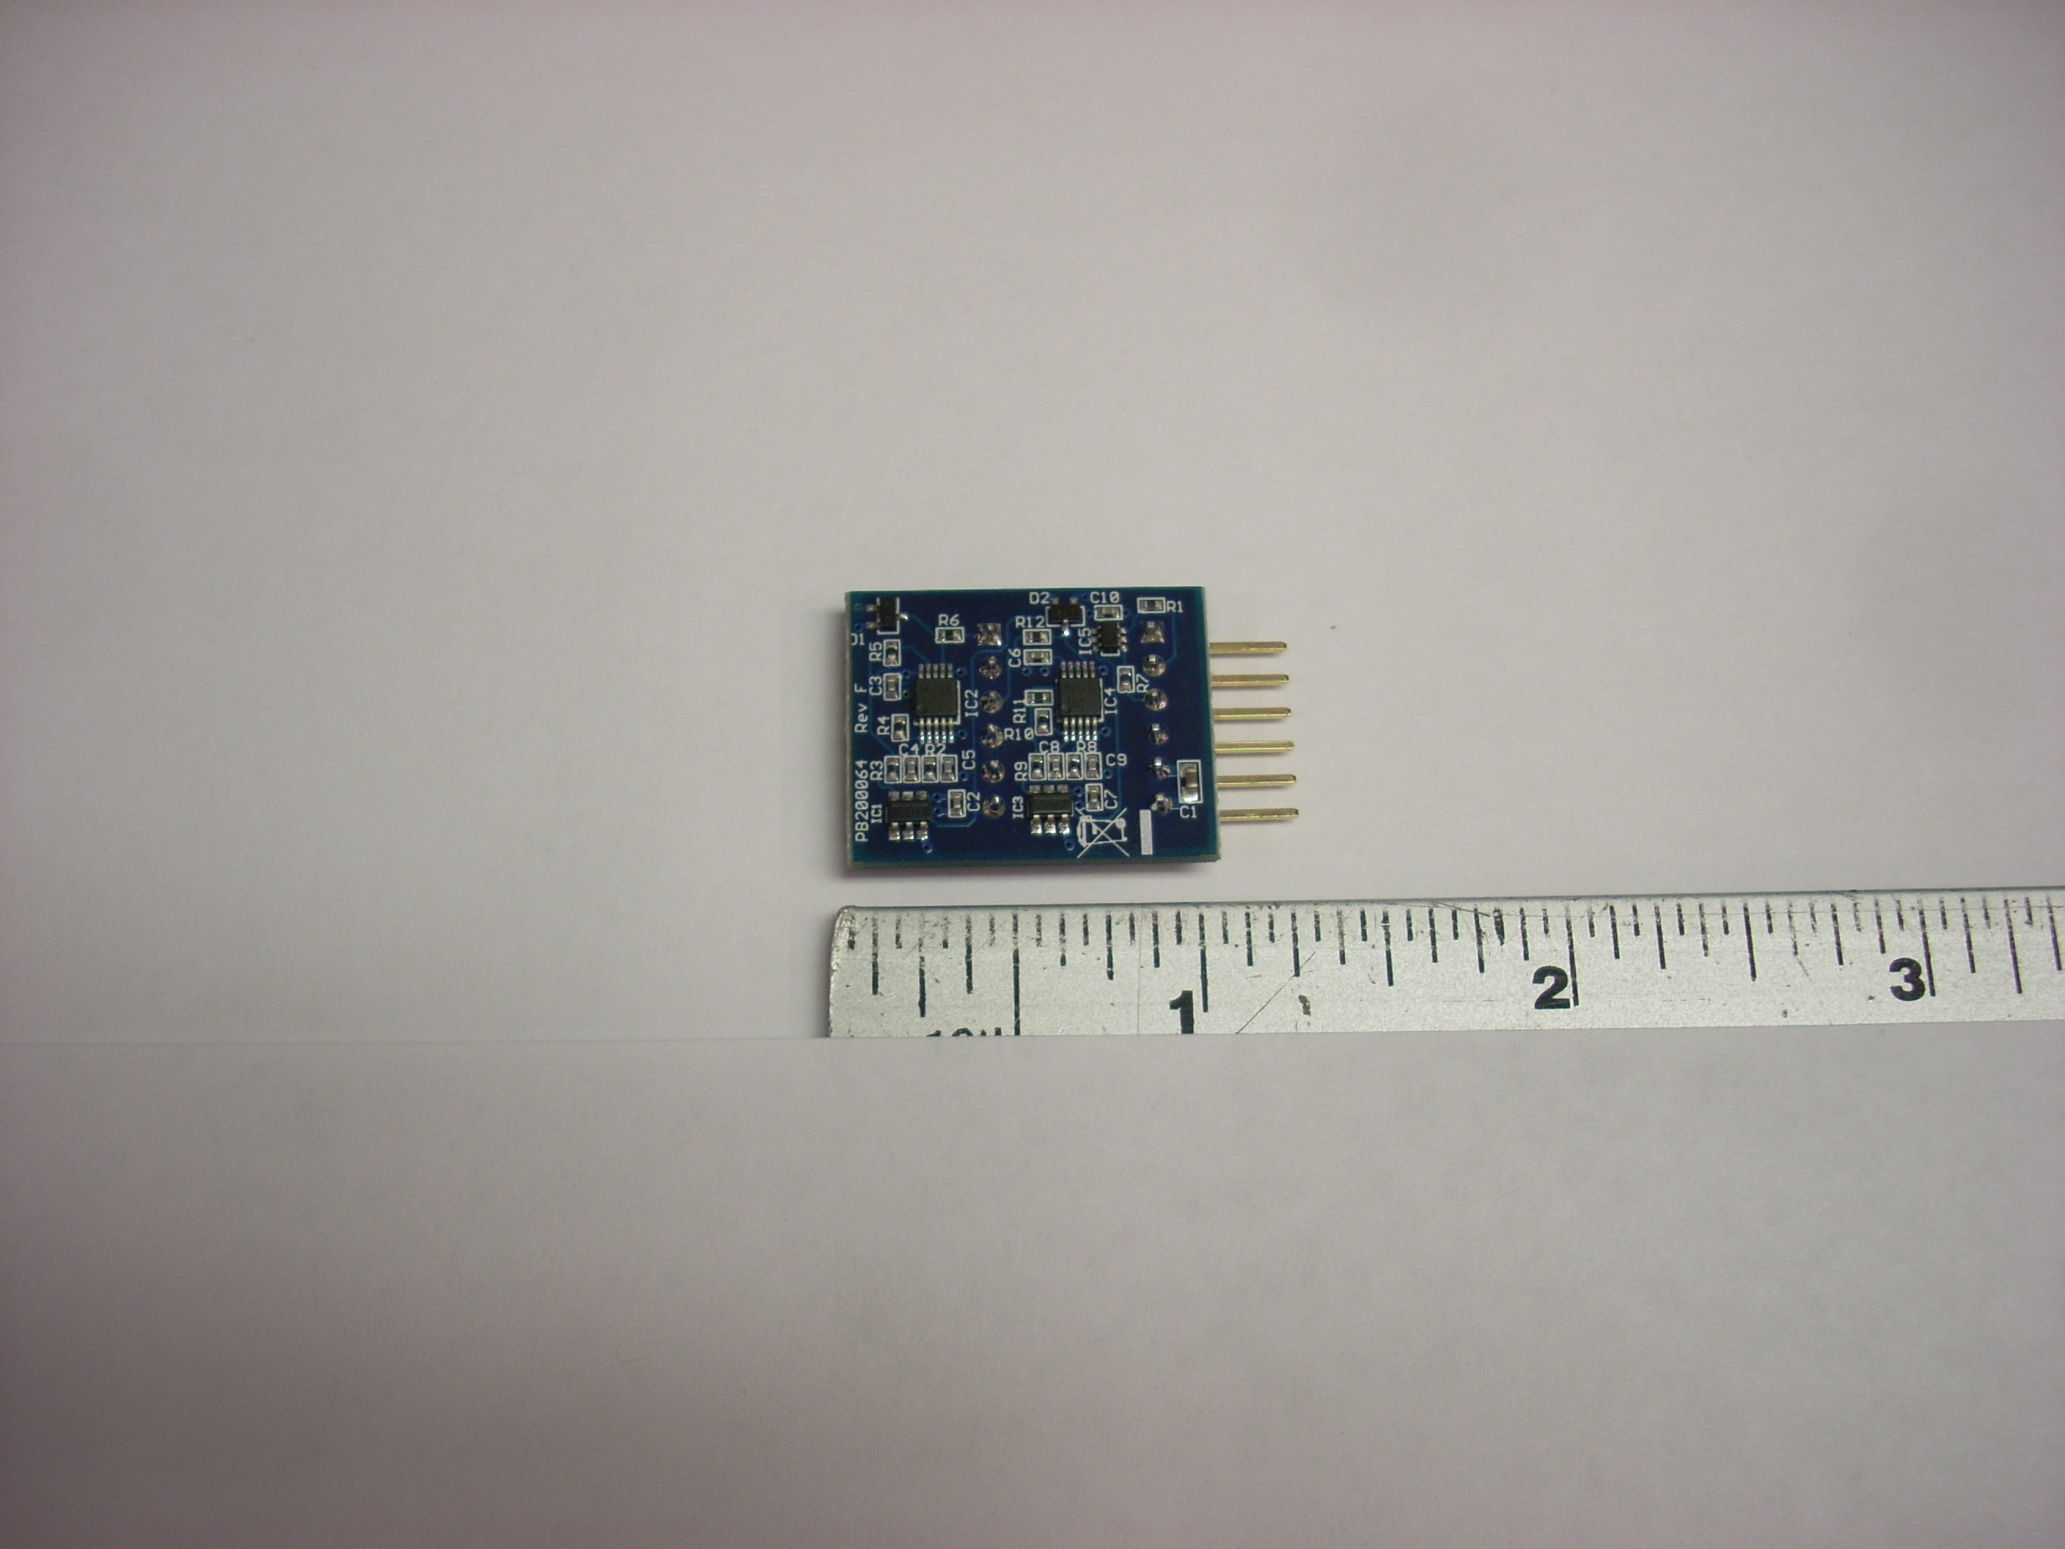 D2
C10
R1
D1
R6
R12
IC5
R5
C6
C3
IC2
R11
IC4
R7
Rev F
R4
R10
C4
R2
C5
C8
R8
C9
R3
R9
PB200064
IC1
C2
IC3
C7
C1
1
2
3